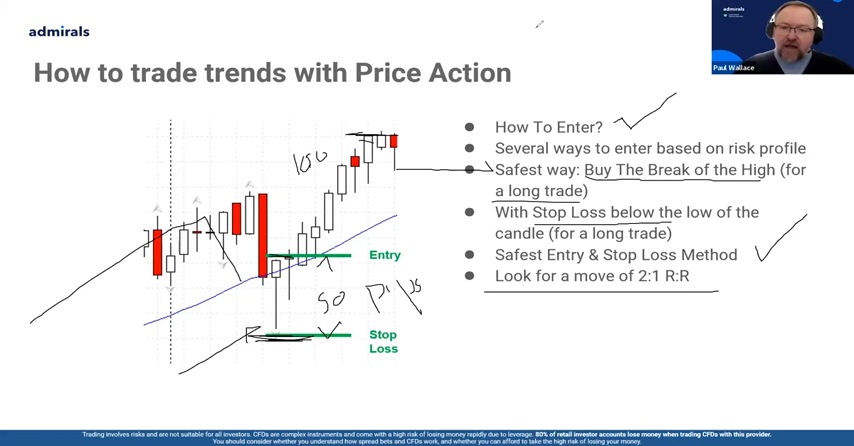 admirals
admirals
Paul Wallace
How to trade trends with Price Action
● How To Enter?
● Several ways to enter based on risk profile
● Safest way: Buy The Break of the High (for
a long trade)
● With Stop Loss below the low of the
candle (for a long trade)
● Safest Entry & Stop Loss Method
● Look for a move of 2:1 R:R
100
Entry
50 pips
Stop
Loss
Trading involves risks and are not suitable for all investors. CFDs are complex instruments and come with a high risk of losing money rapidly due to leverage. 80% of retail investor accounts lose money when trading CFDs with this provider.
You should consider whether you understand how spread bets and CFDs work, and whether you can afford to take the high risk of losing your money.